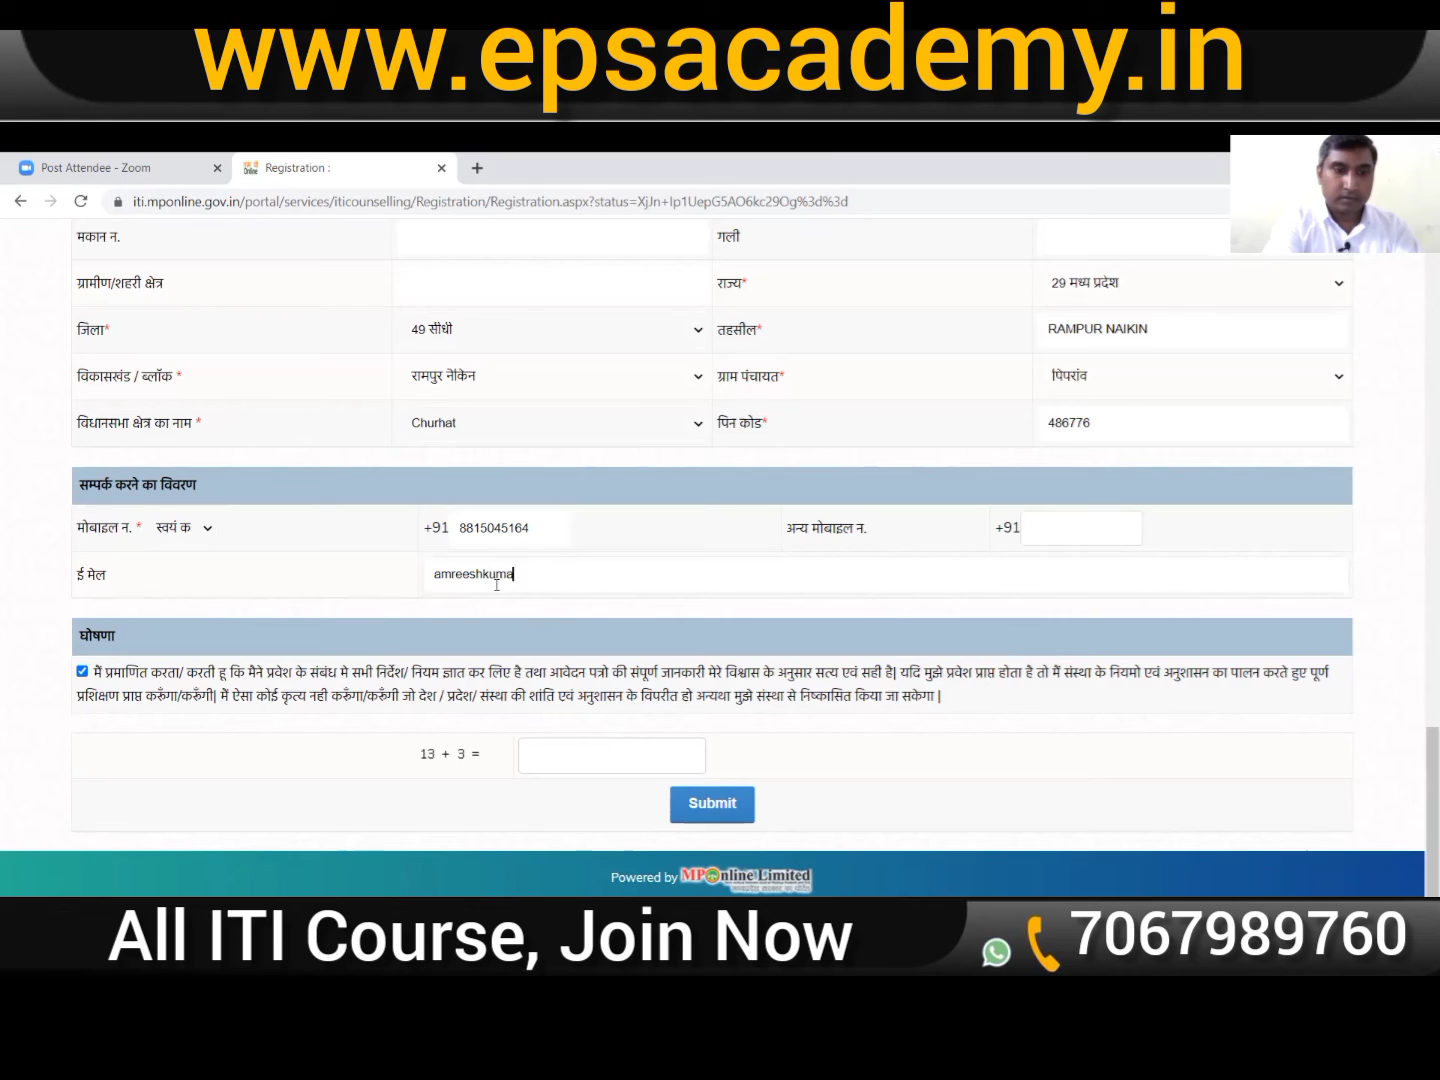 www.epsacademy.in
Post Attendee - Zoom
Registration :
iti.mponline.gov.in/portal/services/iticounselling/Registration/Registration.aspx?status=XjJn+Ip1UepG5AO6kc29Og%3d%3d
मकान न. गली
ग्रामीण/शहरी क्षेत्र राज्य* 29 मध्य प्रदेश
जिला* 49 सीधी तहसील* RAMPUR NAIKIN
विकासखंड / ब्लॉक * रामपुर नेकिन ग्राम पंचायत* पिपरांव
विधानसभा क्षेत्र का नाम * Churhat पिन कोड* 486776
सम्पर्क करने का विवरण
मोबाइल न. * स्वयं क +91 8815045164 अन्य मोबाइल न. +91
ई मेल amreeshkuma
घोषणा
मैं प्रमाणित करता/ करती हू कि मैने प्रवेश के संबंध मे सभी निर्देश/ नियम ज्ञात कर लिए है तथा आवेदन पत्रो की संपूर्ण जानकारी मेरे विश्वास के अनुसार सत्य एवं सही है| यदि मुझे प्रवेश प्राप्त होता है तो मैं संस्था के नियमो एवं अनुशासन का पालन करते हुए पूर्ण
प्रशिक्षण प्राप्त करूँगा/करुँगी| मैं ऐसा कोई कृत्य नही करूँगा/करुँगी जो देश / प्रदेश/ संस्था की शांति एवं अनुशासन के विपरीत हो अन्यथा मुझे संस्था से निष्कासित किया जा सकेगा |
13 + 3 =
Submit
Powered by MPOnline Limited
All ITI Course, Join Now 7067989760